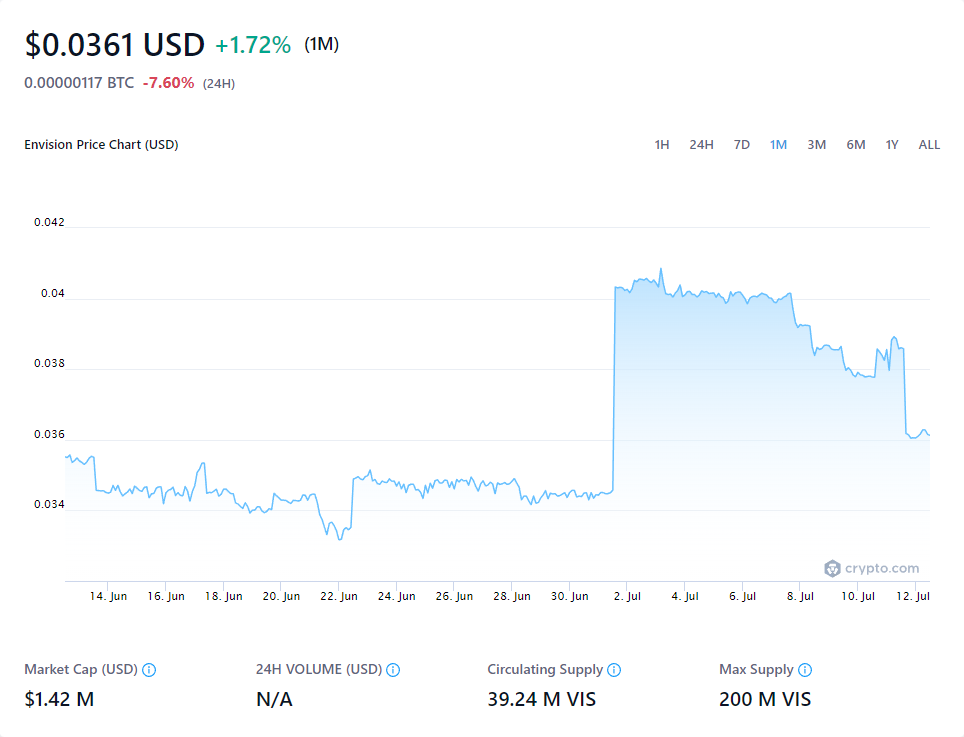 $0.0361 USD +1.72% (1M)
0.00000117 BTC -7.60% (24H)
Envision Price Chart (USD) 1H 24H 7D 1M 3M 6M 1Y ALL
0.042
0.04
0.038
0.036
0.034
crypto.com
14. Jun 16. Jun 18. Jun 20. Jun 22. Jun 24. Jun 26. Jun 28. Jun 30. Jun 2. Jul 4. Jul 6. Jul 8. Jul 10. Jul 12. Jul
Market Cap (USD) 24H VOLUME (USD) Circulating Supply Max Supply
$1.42 M N/A 39.24 M VIS 200 M VIS